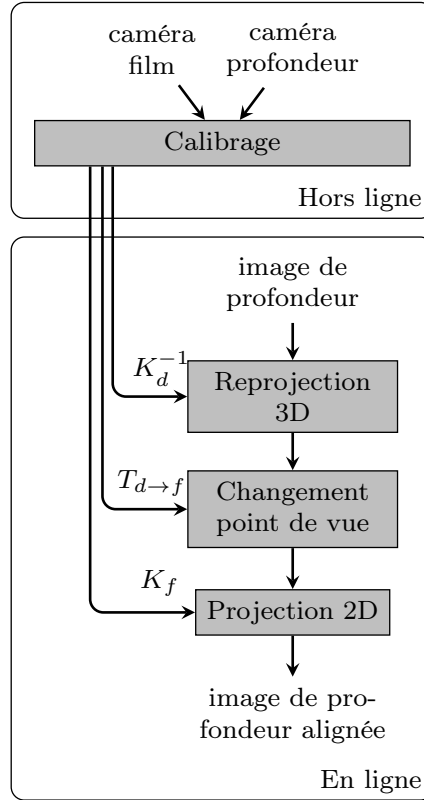 caméra
film
caméra
profondeur
Calibrage
Hors ligne
image de
profondeur
K_d^{-1}
Reprojection
3D
T_{d→f}
Changement
point de vue
K_f
Projection 2D
image de pro-
fondeur alignée
En ligne